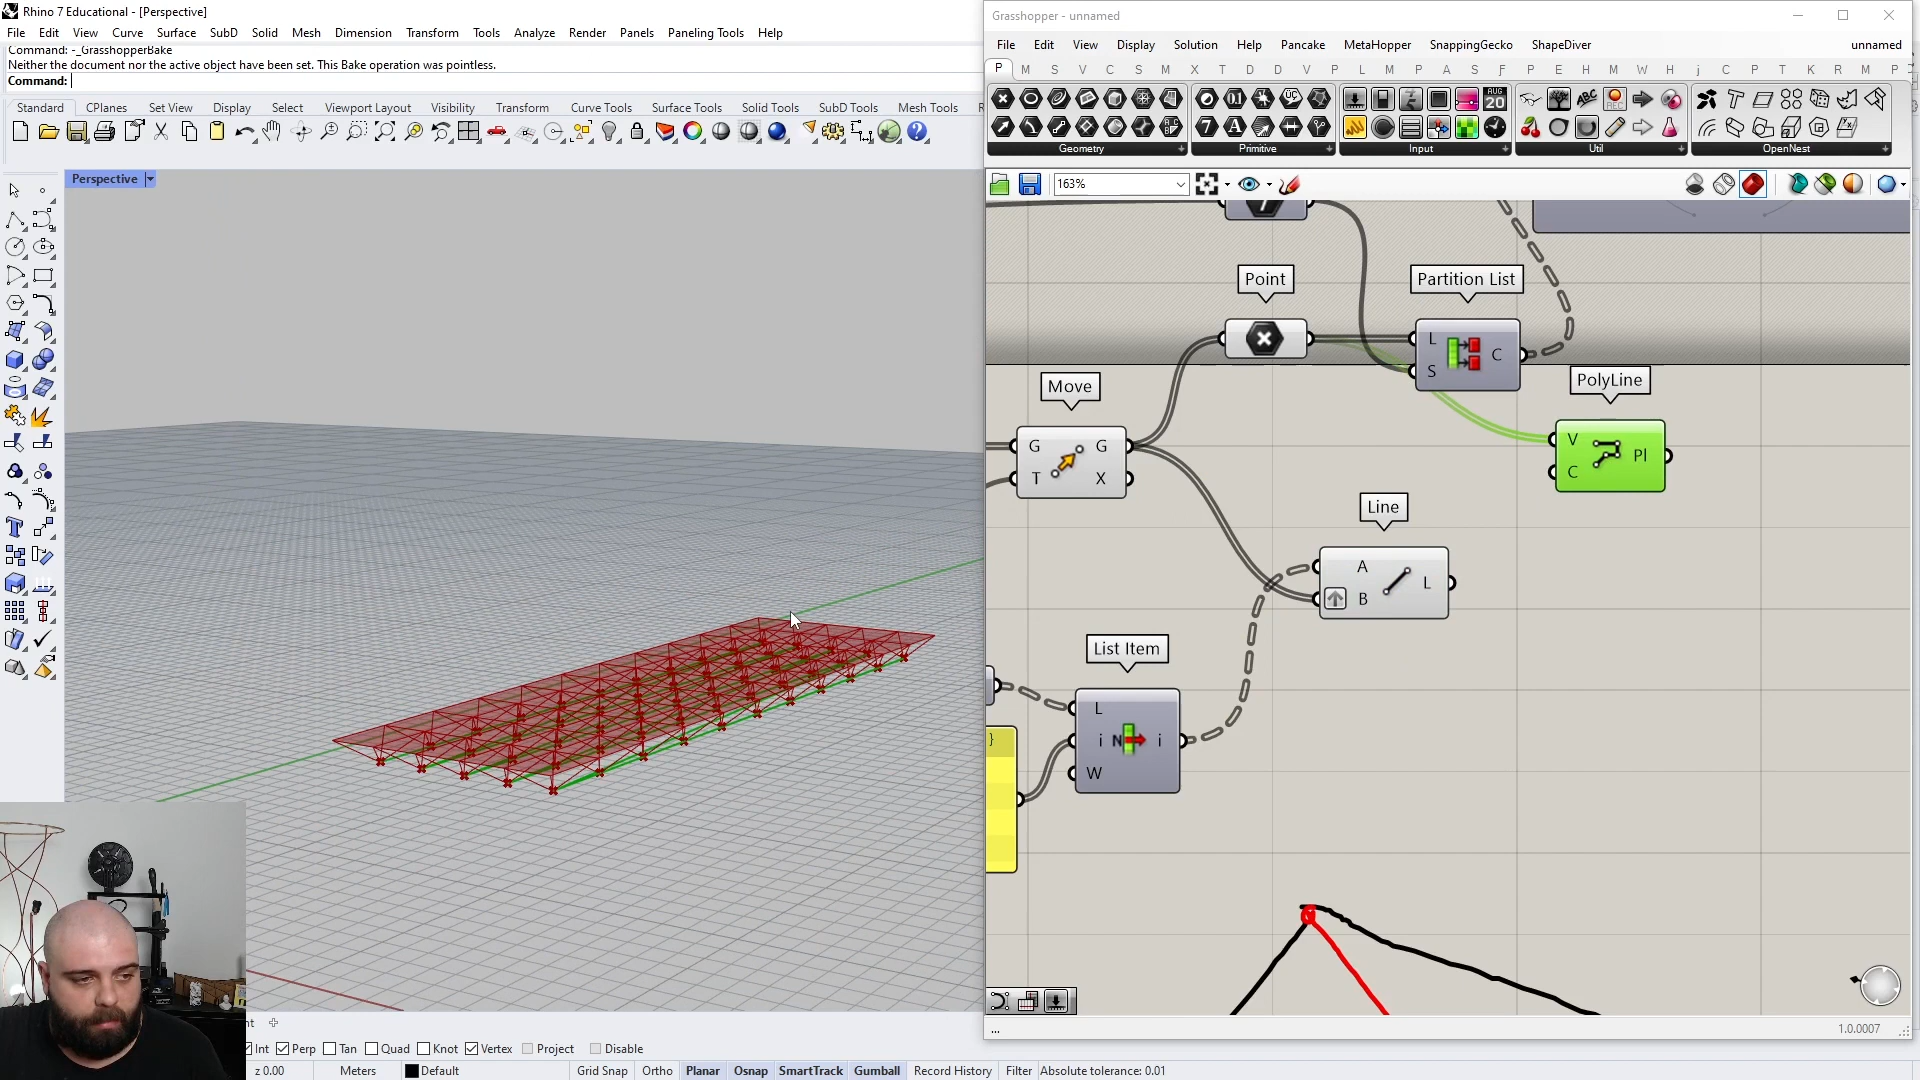 Rhino 7 Educational - [Perspective]
File Edit View Curve Surface SubD Solid Mesh Dimension Transform Tools Analyze Render Panels Paneling Tools Help
Command: -_GrasshopperBake
Neither the document nor the active object have been set. This Bake operation was pointless.
Command:
Standard CPlanes Set View Display Select Viewport Layout Visibility Transform Curve Tools Surface Tools Solid Tools SubD Tools Mesh Tools
Perspective
Int Perp Tan Quad Knot Vertex Project Disable
z 0.00 Meters Default Grid Snap Ortho Planar Osnap SmartTrack Gumball Record History Filter Absolute tolerance: 0.01
Grasshopper - unnamed
File Edit View Display Solution Help Pancake MetaHopper SnappingGecko ShapeDiver unnamed
P M S V C S M X T D D V P L M P A S F P E H M W H j C P T K R M P
Geometry Primitive Input Util OpenNest
163%
Point
Partition List
L
S
C
Move
G
T
G
X
PolyLine
V
C
Pl
Line
A
B
L
List Item
L
i
W
N
i
}
...
1.0.0007